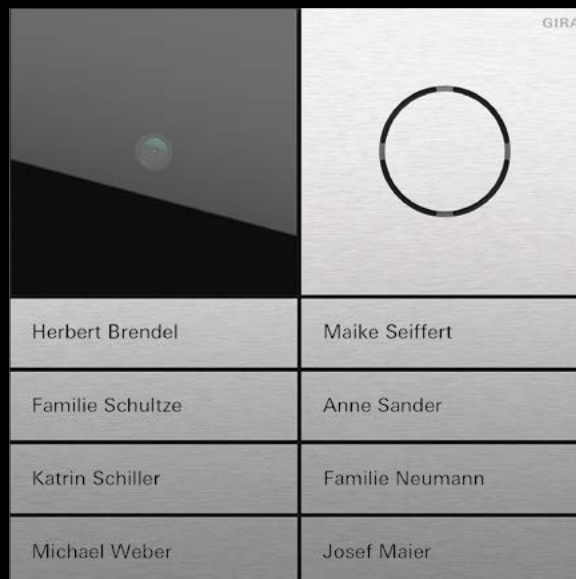 GIRA
Herbert Brendel
Maike Seiffert
Familie Schultze
Anne Sander
Katrin Schiller
Familie Neumann
Michael Weber
Josef Maier